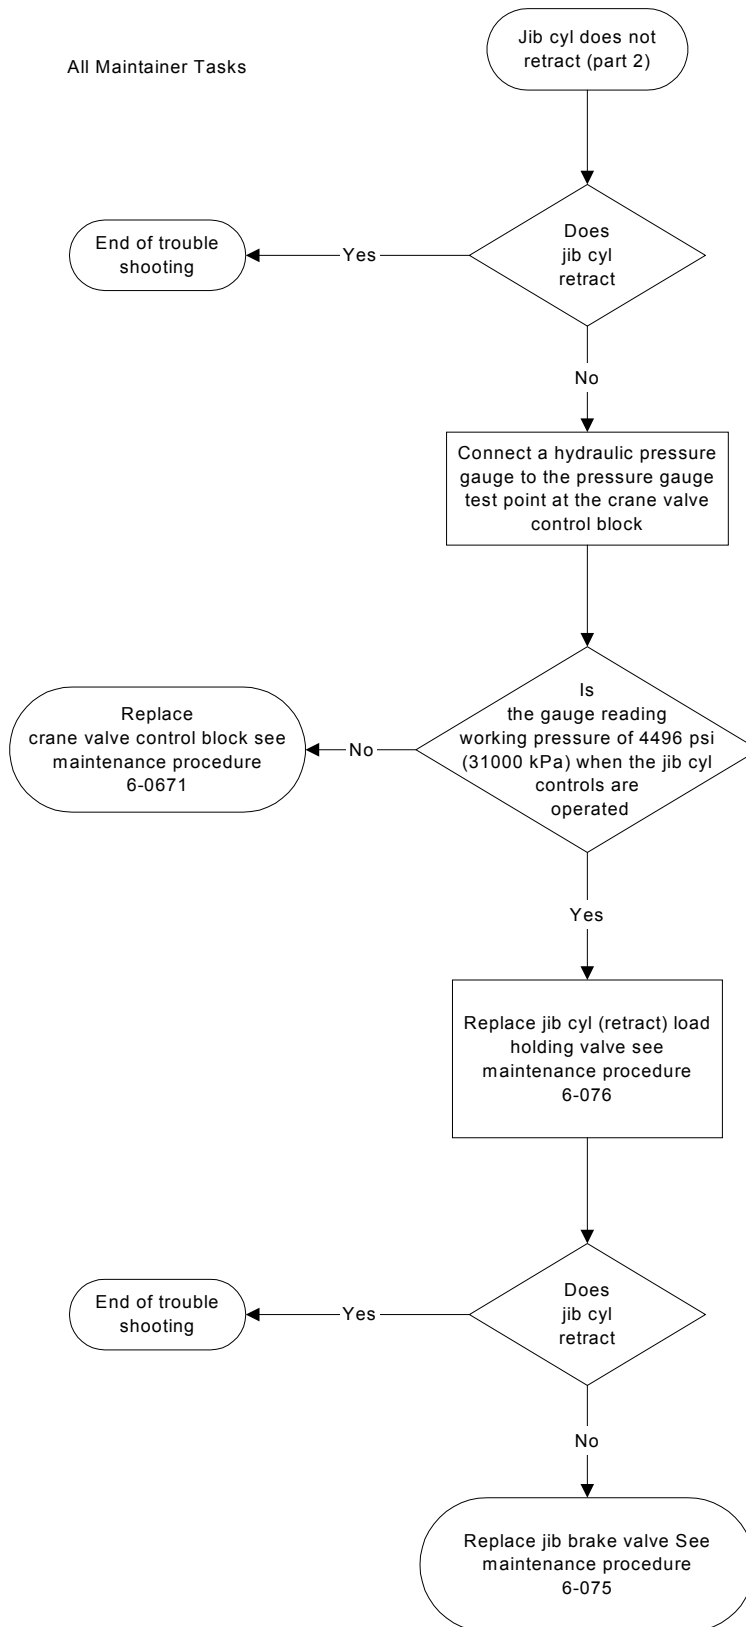 All Maintainer Tasks
Jib cyl does not
retract (part 2)
Does
jib cyl
retract
Yes
End of trouble
shooting
No
Connect a hydraulic pressure
gauge to the pressure gauge
test point at the crane valve
control block
Is
the gauge reading
working pressure of 4496 psi
(31000 kPa) when the jib cyl
controls are
operated
No
Replace
crane valve control block see
maintenance procedure
6-0671
Yes
Replace jib cyl (retract) load
holding valve see
maintenance procedure
6-076
Does
jib cyl
retract
Yes
End of trouble
shooting
No
Replace jib brake valve See
maintenance procedure
6-075